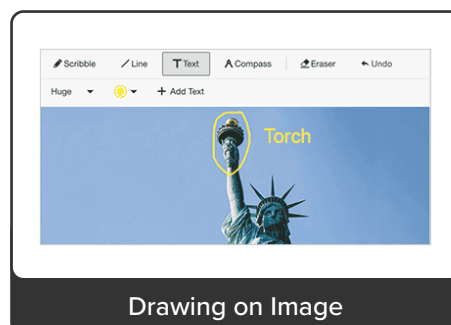 Scribble Line Text Compass Eraser Undo
Huge + Add Text
Torch
Drawing on Image